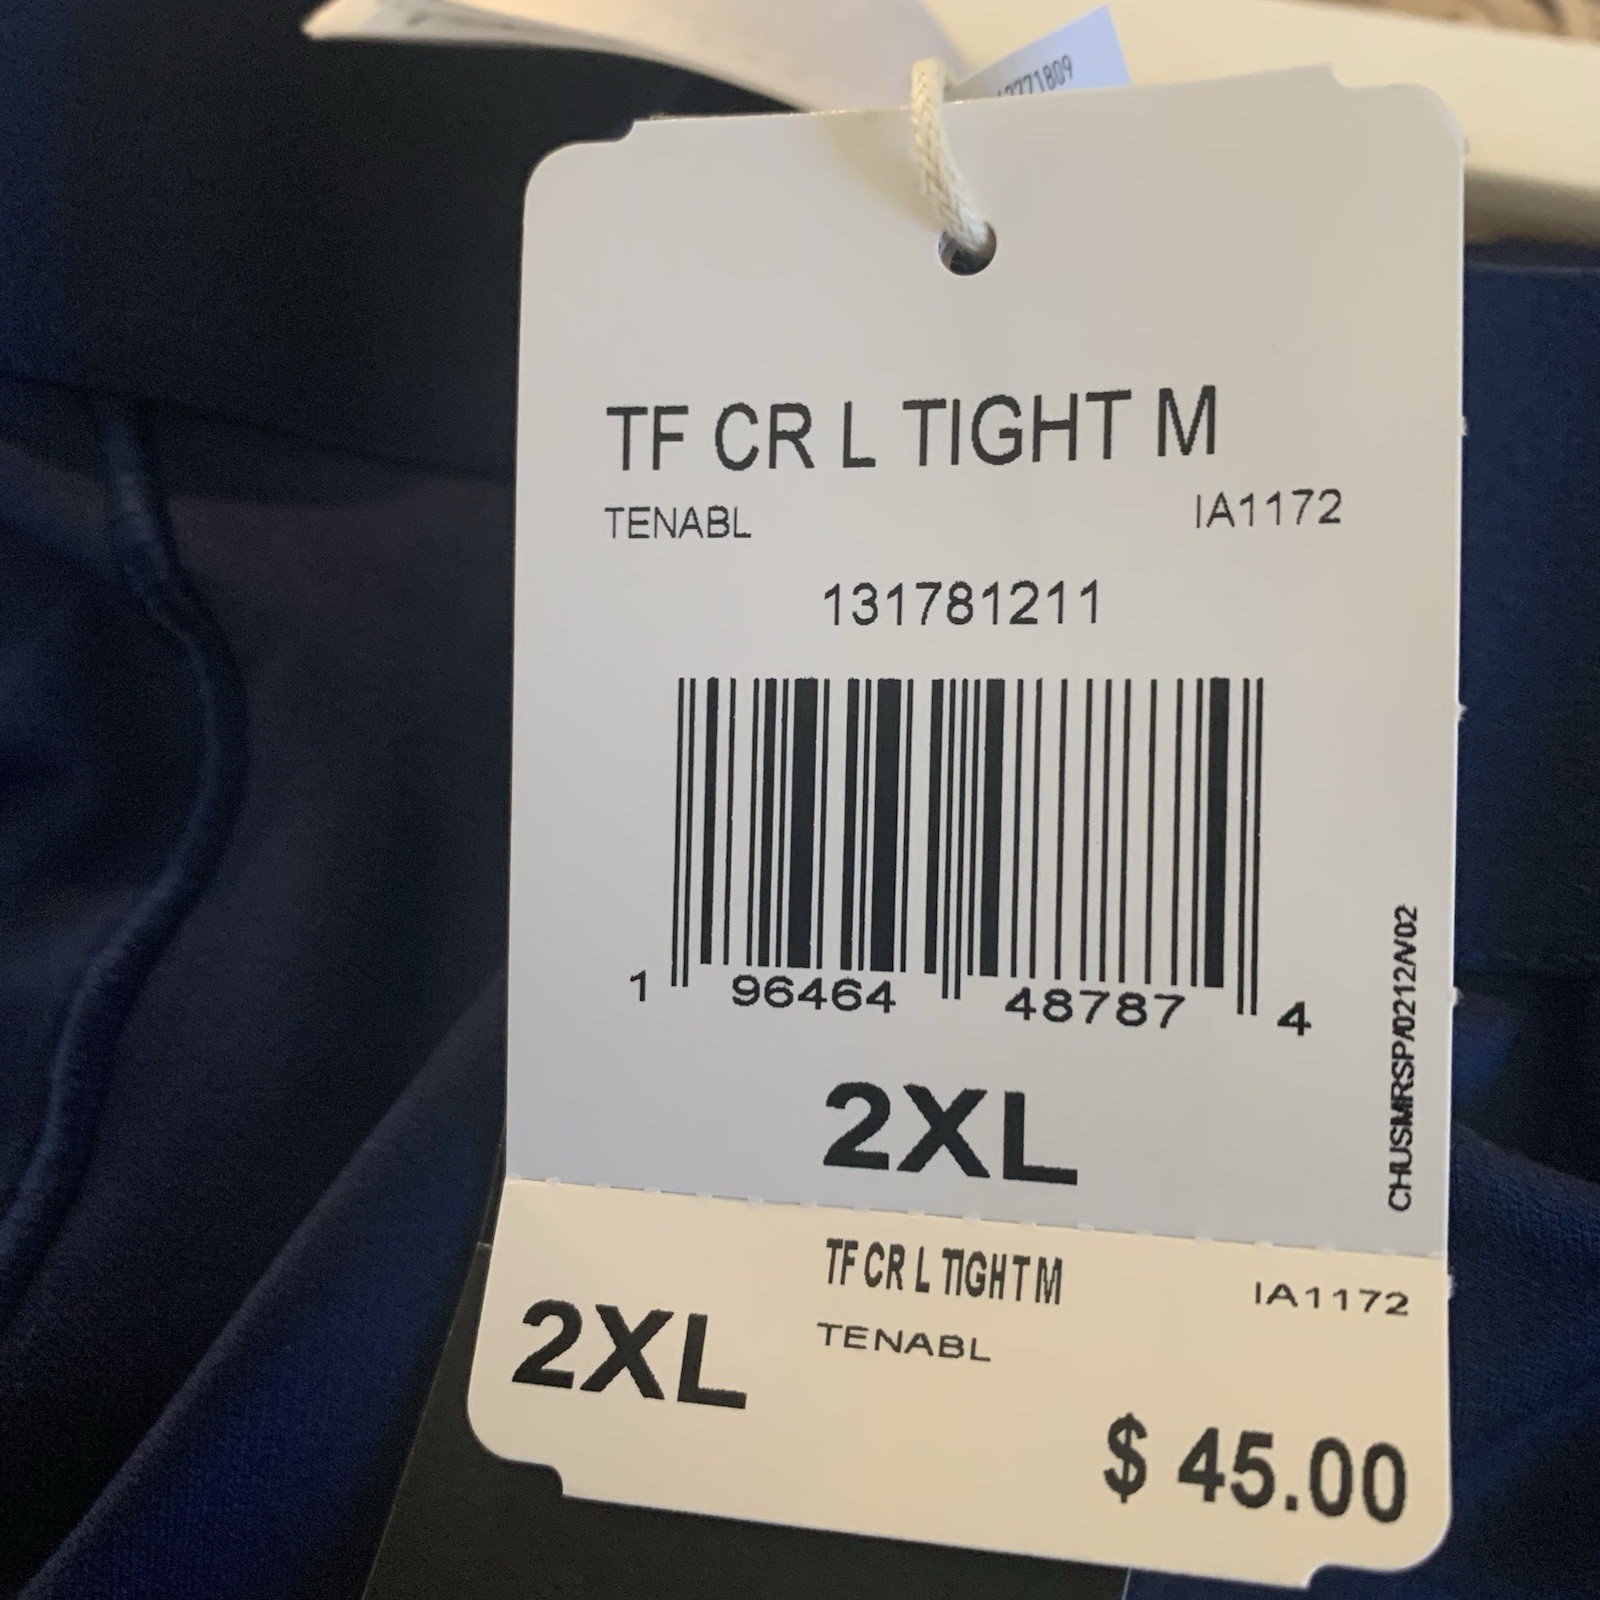 TF CR L TIGHT M
TENABL
IA1172
131781211
1 96464 48787 4
2XL
CHUSMRSP/0212/V02
TF CR L TIGHT M
IA1172
2XL
TENABL
$ 45.00